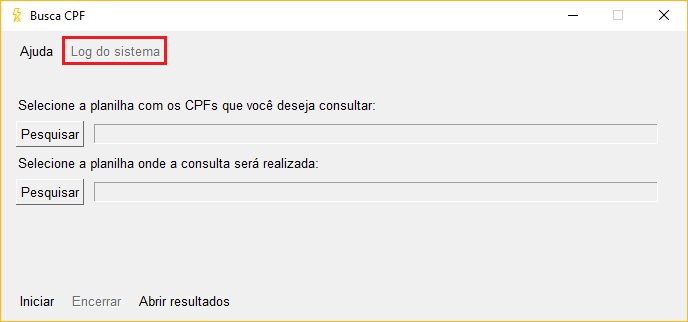 Busca CPF
Ajuda Log do sistema
Selecione a planilha com os CPFs que você deseja consultar:
Pesquisar
Selecione a planilha onde a consulta será realizada:
Pesquisar
Iniciar Encerrar Abrir resultados